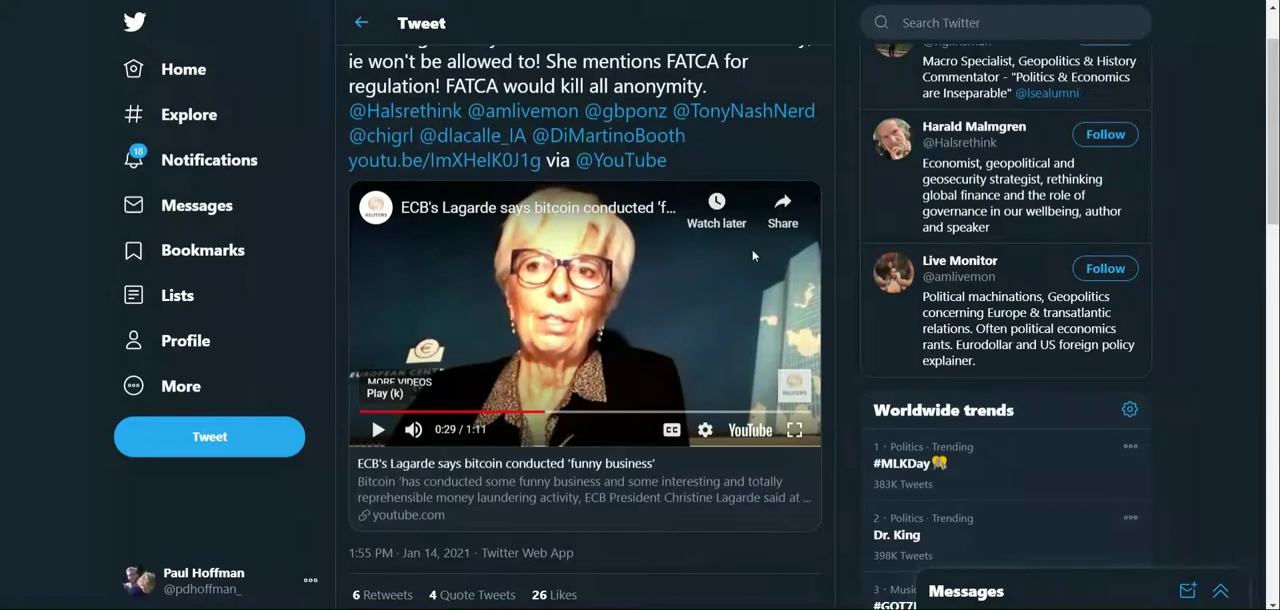 Home
Explore
18
Notifications
Messages
Bookmarks
Lists
Profile
More
Tweet
Paul Hoffman
@pdhoffman_
Tweet
ie won't be allowed to! She mentions FATCA for
regulation! FATCA would kill all anonymity.
@Halsrethink @amlivemon @gbponz @TonyNashNerd
@chigrl @dlacalle_IA @DiMartinoBooth
youtu.be/ImXHelK0J1g via @YouTube
REUTERS
ECB's Lagarde says bitcoin conducted 'f...
Watch later
Share
EUROPEAN CENT
MORE VIDEOS
Play (k)
REUTERS
0:29 / 1:11
CC
YouTube
ECB's Lagarde says bitcoin conducted 'funny business'
Bitcoin 'has conducted some funny business and some interesting and totally
reprehensible money laundering activity, ECB President Christine Lagarde said at ...
youtube.com
1:55 PM · Jan 14, 2021 · Twitter Web App
6 Retweets 4 Quote Tweets 26 Likes
Search Twitter
Macro Specialist, Geopolitics & History
Commentator - "Politics & Economics
are Inseparable" @lsealumni
Harald Malmgren
@Halsrethink
Follow
Economist, geopolitical and
geosecurity strategist, rethinking
global finance and the role of
governance in our wellbeing, author
and speaker
Live Monitor
@amlivemon
Follow
Political machinations, Geopolitics
concerning Europe & transatlantic
relations. Often political economics
rants. Eurodollar and US foreign policy
explainer.
Worldwide trends
1 · Politics · Trending
#MLKDay
383K Tweets
2 · Politics · Trending
Dr. King
398K Tweets
3 · Music
Messages